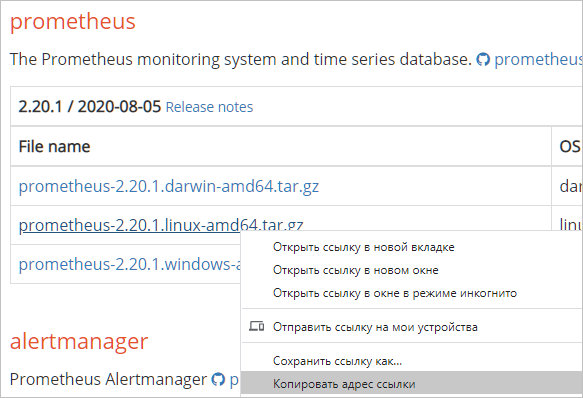 prometheus
The Prometheus monitoring system and time series database. prometheus
2.20.1 / 2020-08-05 Release notes
File name OS
prometheus-2.20.1.darwin-amd64.tar.gz dar
prometheus-2.20.1.linux-amd64.tar.gz linu
prometheus-2.20.1.windows-a
Открыть ссылку в новой вкладке
Открыть ссылку в новом окне
Открыть ссылку в окне в режиме инкогнито
Отправить ссылку на мои устройства
Сохранить ссылку как...
Копировать адрес ссылки
alertmanager
Prometheus Alertmanager p